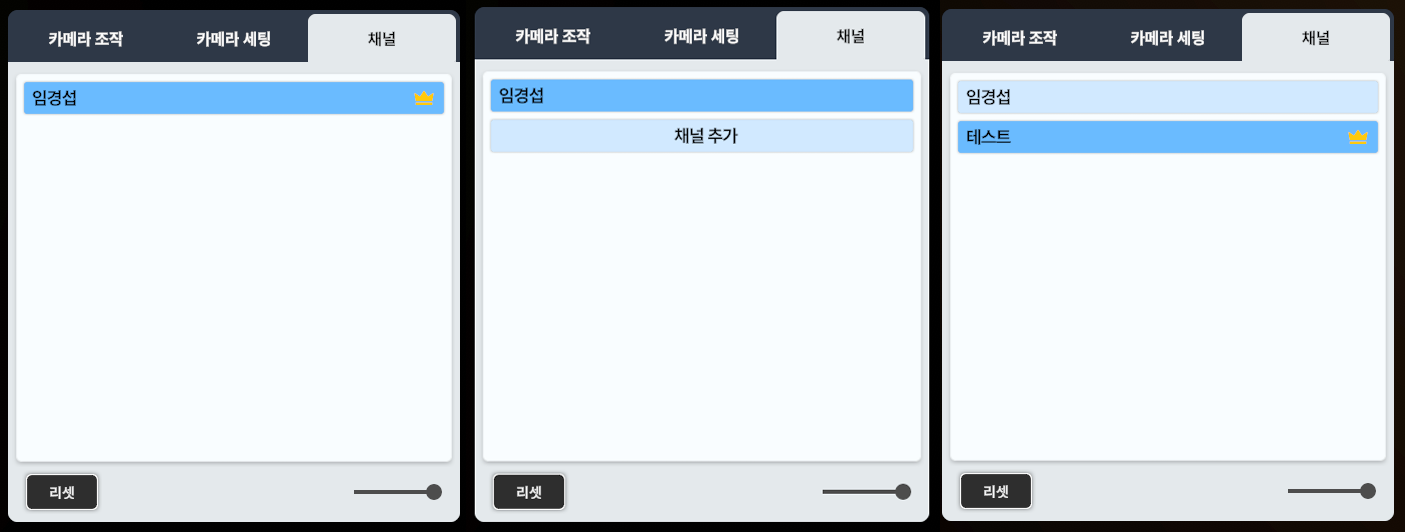 카메라 조작 카메라 세팅 채널
임경섭
리셋
카메라 조작 카메라 세팅 채널
임경섭
채널 추가
리셋
카메라 조작 카메라 세팅 채널
임경섭
테스트
리셋